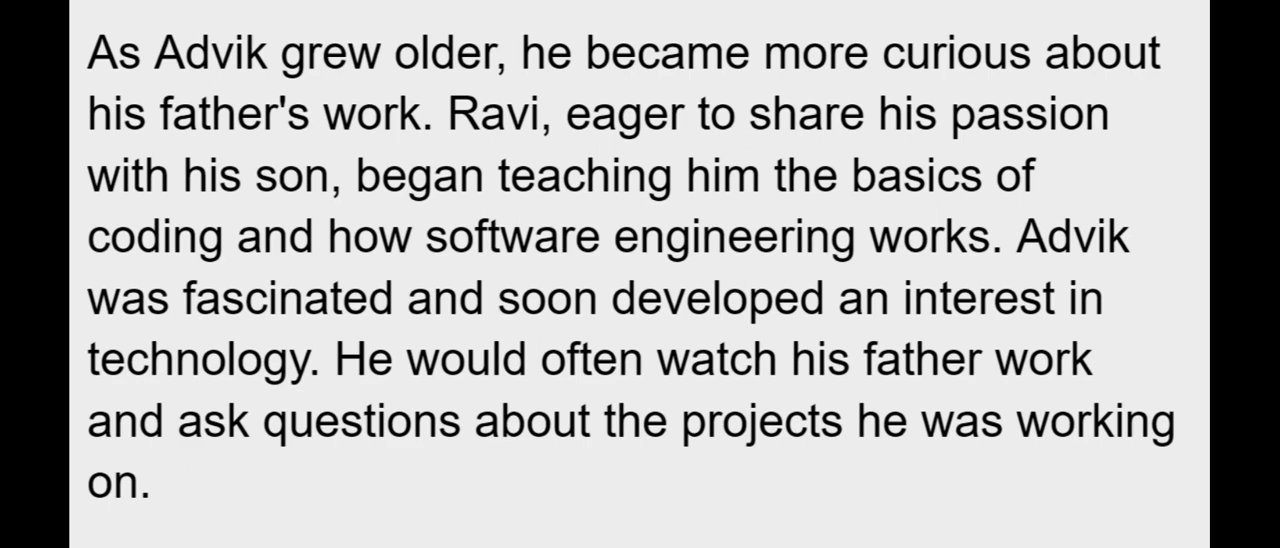 As Advik grew older, he became more curious about
his father's work. Ravi, eager to share his passion
with his son, began teaching him the basics of
coding and how software engineering works. Advik
was fascinated and soon developed an interest in
technology. He would often watch his father work
and ask questions about the projects he was working
on.